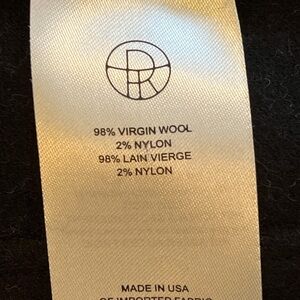 R
98% VIRGIN WOOL
2% NYLON
98% LAIN VIERGE
2% NYLON
MADE IN USA
OF IMPORTED FABRIC